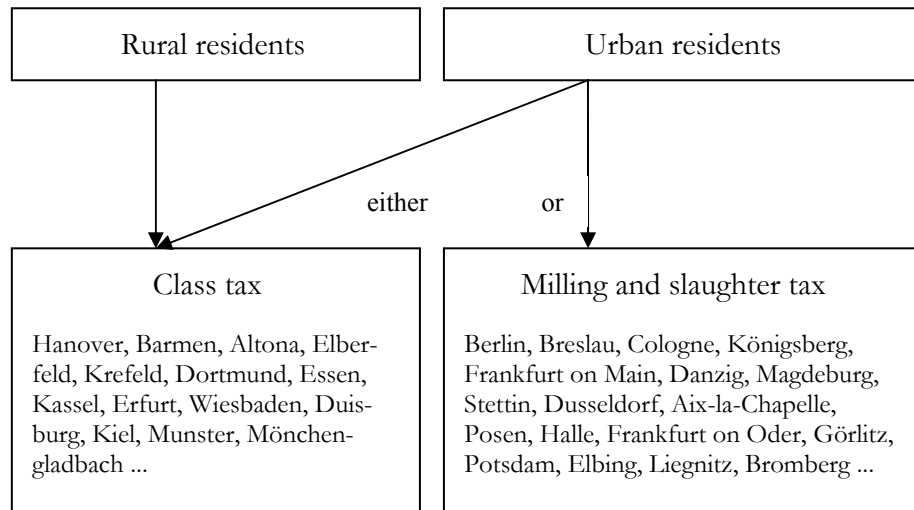 Rural residents
Urban residents
either
or
Class tax
Hanover, Barmen, Altona, Elber-
feld, Krefeld, Dortmund, Essen,
Kassel, Erfurt, Wiesbaden, Duis-
burg, Kiel, Munster, Mönchen-
gladbach ...
Milling and slaughter tax
Berlin, Breslau, Cologne, Königsberg,
Frankfurt on Main, Danzig, Magdeburg,
Stettin, Dusseldorf, Aix-la-Chapelle,
Posen, Halle, Frankfurt on Oder, Görlitz,
Potsdam, Elbing, Liegnitz, Bromberg ...